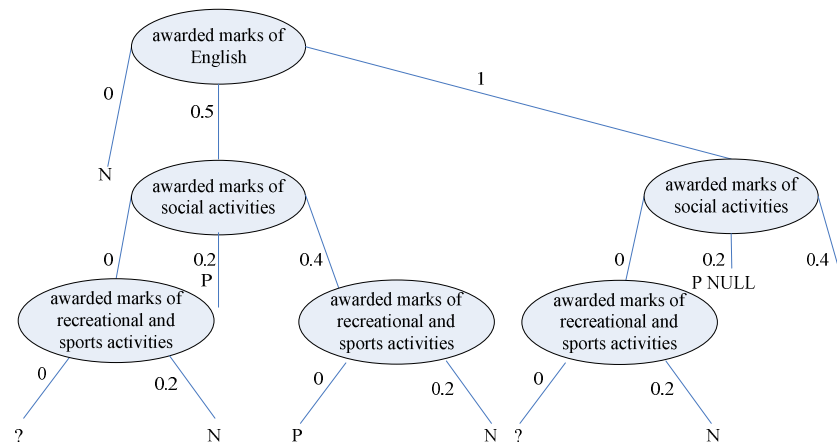 awarded marks of
English
1
0
0.5
N
awarded marks of
social activities
awarded marks of
social activities
0
0.2
P
0.4
0
0.2
P NULL
0.4
awarded marks of
recreational and
sports activities
awarded marks of
recreational and
sports activities
awarded marks of
recreational and
sports activities
0
0.2
0
0.2
0
0.2
?
N
P
N
?
N